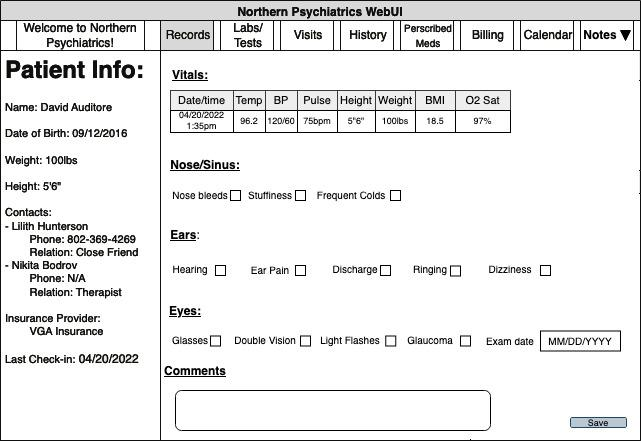 Northern Psychiatrics WebUI
Welcome to Northern
Psychiatrics!
Records
Labs/
Tests
Visits
History
Perscribed
Meds
Billing
Calendar
Notes ▼
Patient Info:
Name: David Auditore
Date of Birth: 09/12/2016
Weight: 100lbs
Height: 5'6"
Contacts:
- Lilith Hunterson
Phone: 802-369-4269
Relation: Close Friend
- Nikita Bodrov
Phone: N/A
Relation: Therapist
Insurance Provider:
VGA Insurance
Last Check-in: 04/20/2022
Vitals:
Date/time Temp BP Pulse Height Weight BMI O2 Sat
04/20/2022
1:35pm 96.2 120/60 75bpm 5"6" 100lbs 18.5 97%
Nose/Sinus:
Nose bleeds Stuffiness Frequent Colds
Ears:
Hearing Ear Pain Discharge Ringing Dizziness
Eyes:
Glasses Double Vision Light Flashes Glaucoma Exam date MM/DD/YYYY
Comments
Save